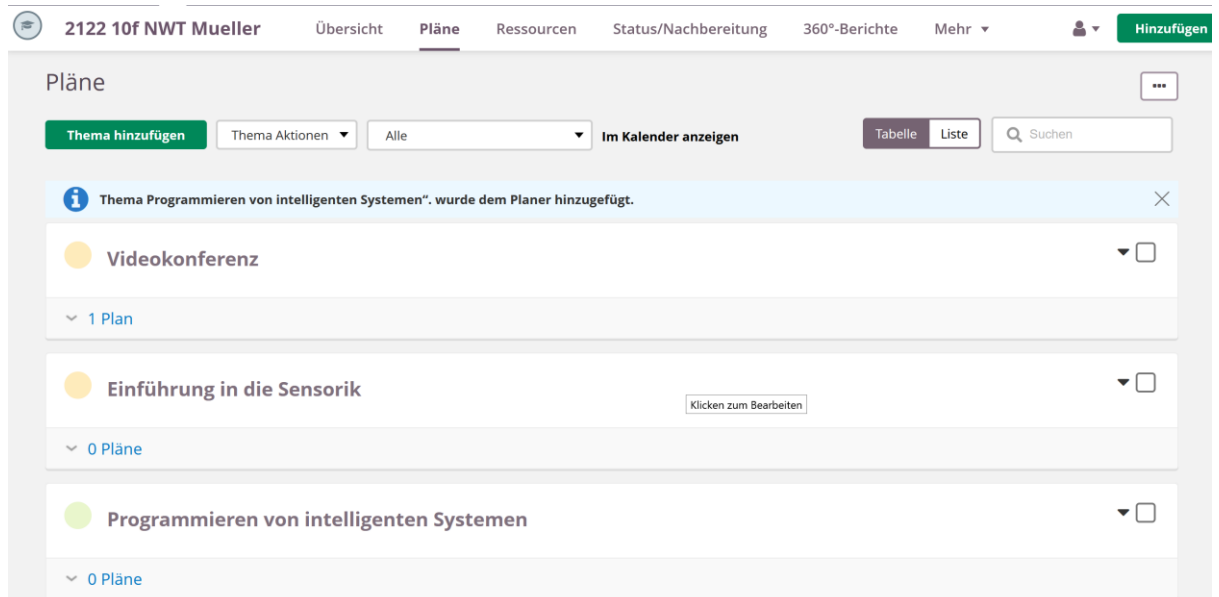 2122 10f NWT Mueller Übersicht Pläne Ressourcen Status/Nachbereitung 360°-Berichte Mehr Hinzufügen
Pläne
Thema hinzufügen Thema Aktionen Alle Im Kalender anzeigen Tabelle Liste Suchen
Thema Programmieren von intelligenten Systemen“. wurde dem Planer hinzugefügt.
Videokonferenz
1 Plan
Einführung in die Sensorik
Klicken zum Bearbeiten
0 Pläne
Programmieren von intelligenten Systemen
0 Pläne